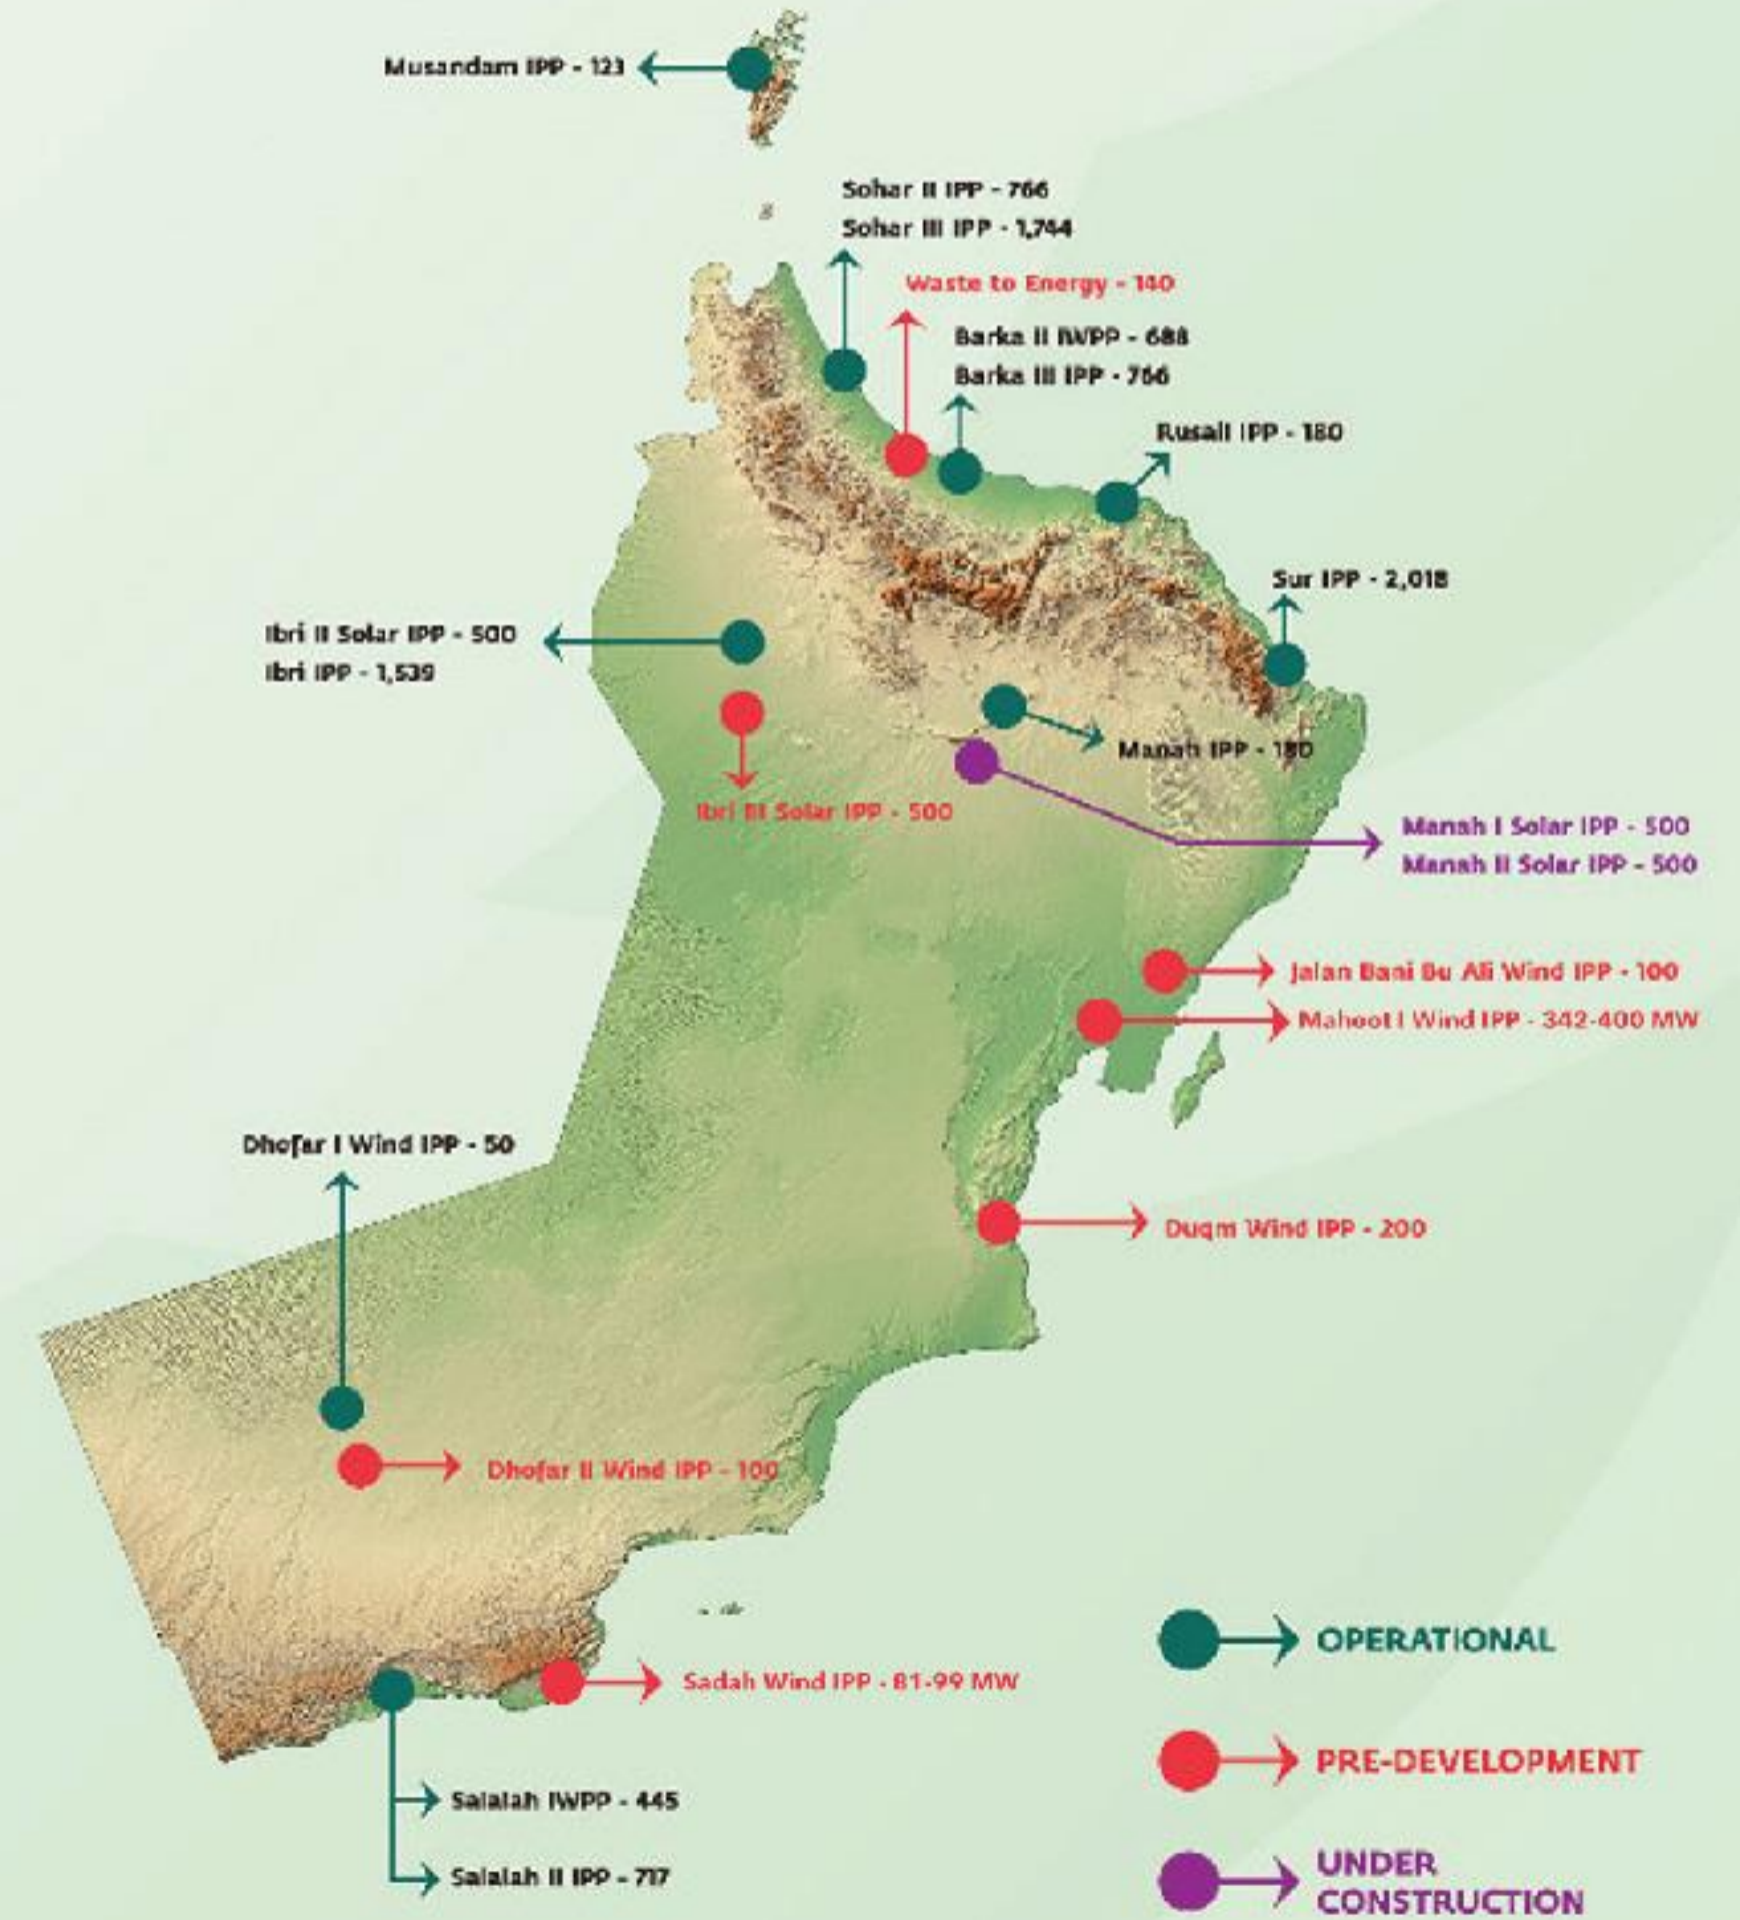 Musandam IPP - 123
Sohar II IPP - 766
Sohar III IPP - 1,744
Waste to Energy - 140
Barka II IWPP - 688
Barka III IPP - 766
Rusail IPP - 180
Sur IPP - 2,018
Ibri II Solar IPP - 500
Ibri IPP - 1,539
Manah IPP - 180
Ibri III Solar IPP - 500
Manah I Solar IPP - 500
Manah II Solar IPP - 500
Jalan Bani Bu Ali Wind IPP - 100
Mahoot I Wind IPP - 342-400 MW
Dhofar I Wind IPP - 50
Duqm Wind IPP - 200
Dhofar II Wind IPP - 100
OPERATIONAL
Sadah Wind IPP - 81-99 MW
PRE-DEVELOPMENT
Salalah IWPP - 445
Salalah II IPP - 717
UNDER
CONSTRUCTION